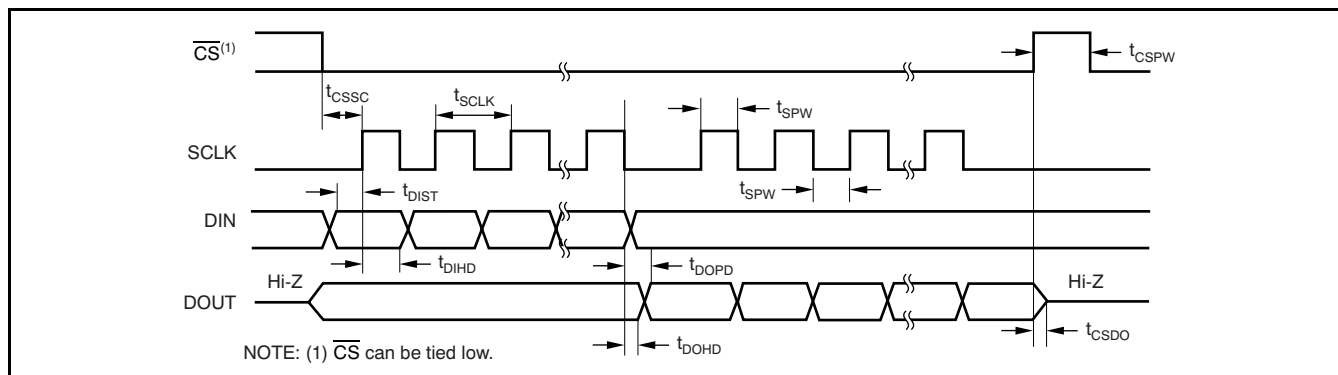 CS(1)
tCSPW
tCSSC
tSCLK
tSPW
SCLK
tDIST
tSPW
DIN
tDIHD
tDOPD
Hi-Z
Hi-Z
DOUT
tCSDO
tDOHD
NOTE: (1) CS can be tied low.